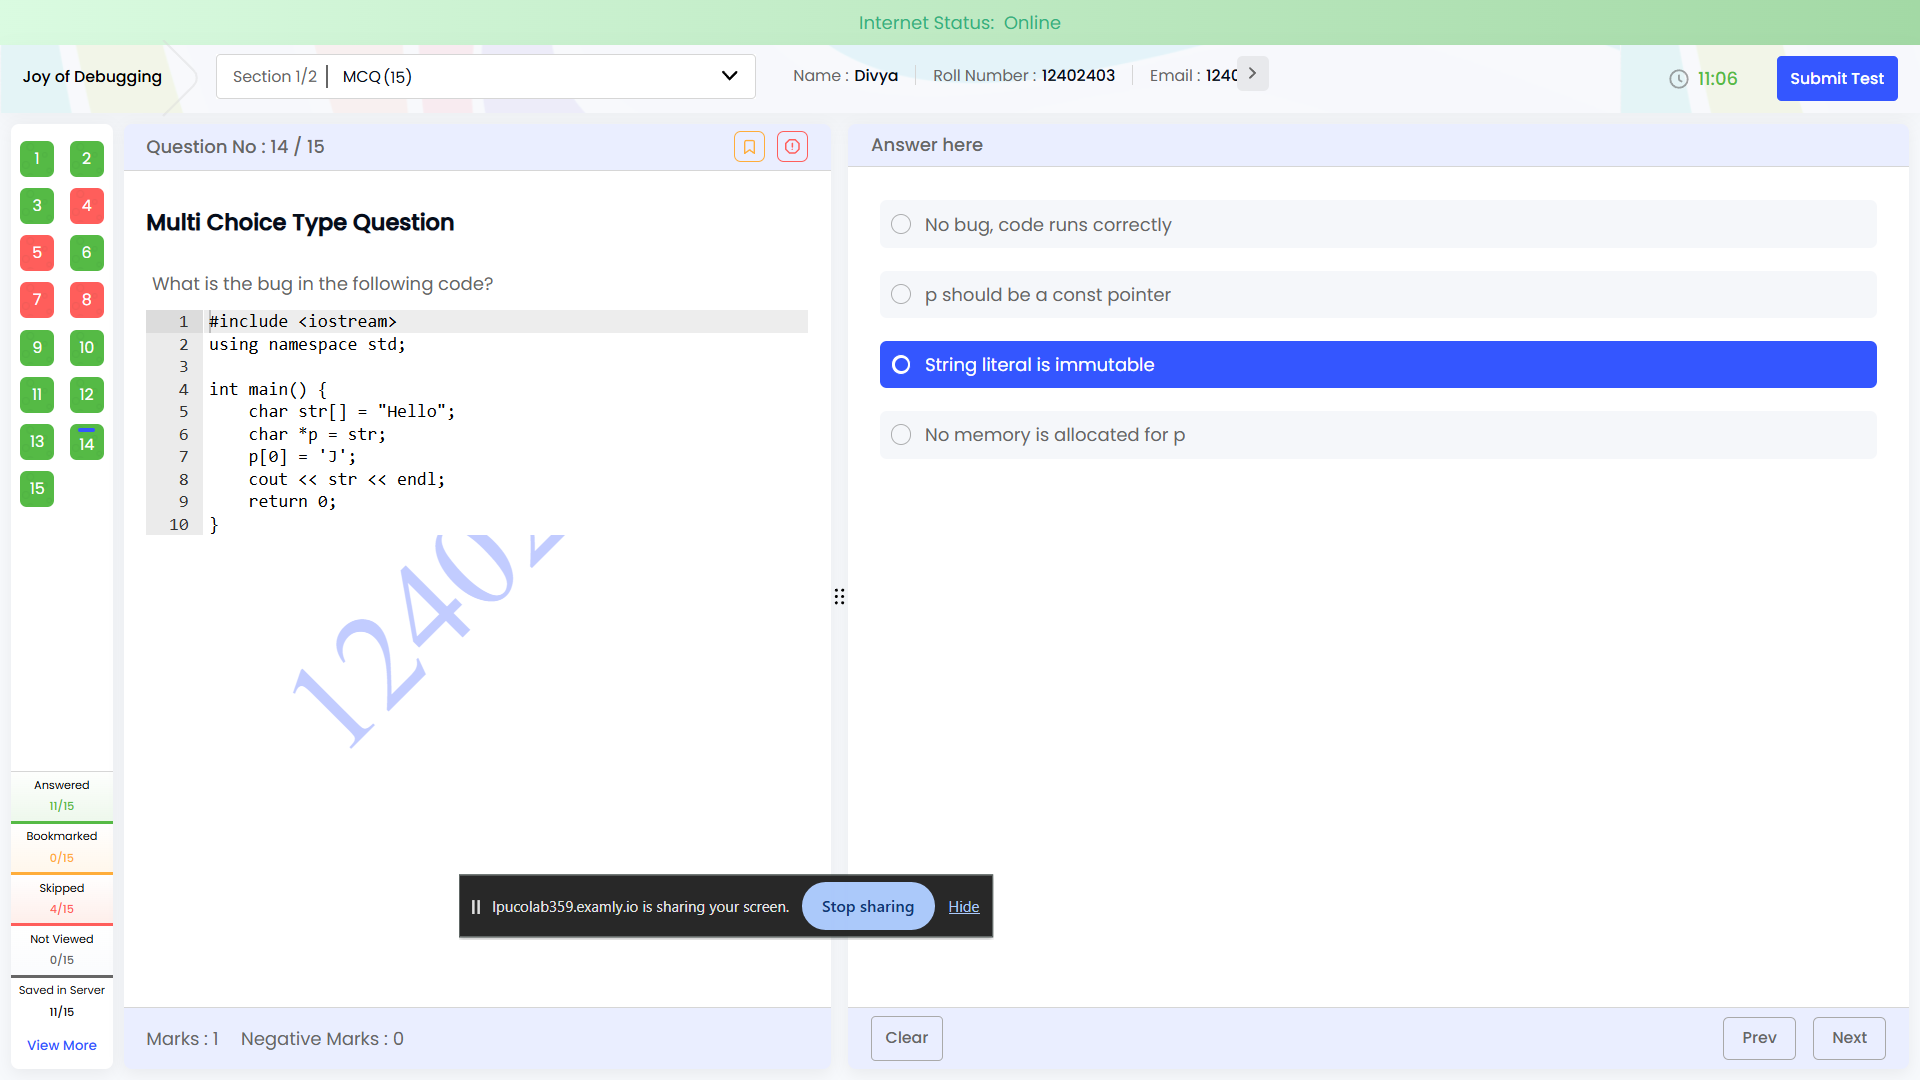 Internet Status: Online
Joy of Debugging
Section 1/2 | MCQ (15)
Name : Divya
Roll Number : 12402403
Email : 1240
11:06
Submit Test
1 2
3 4
5 6
7 8
9 10
11 12
13 14
15
Answered
11/15
Bookmarked
0/15
Skipped
4/15
Not Viewed
0/15
Saved in Server
11/15
View More
Question No : 14 / 15
Multi Choice Type Question
What is the bug in the following code?
1 #include <iostream>
2 using namespace std;
3
4 int main() {
5 char str[] = "Hello";
6 char *p = str;
7 p[0] = 'J';
8 cout << str << endl;
9 return 0;
10 }
12402
Marks : 1 Negative Marks : 0
Answer here
No bug, code runs correctly
p should be a const pointer
String literal is immutable
No memory is allocated for p
lpucolab359.examly.io is sharing your screen.
Stop sharing
Hide
Clear
Prev
Next